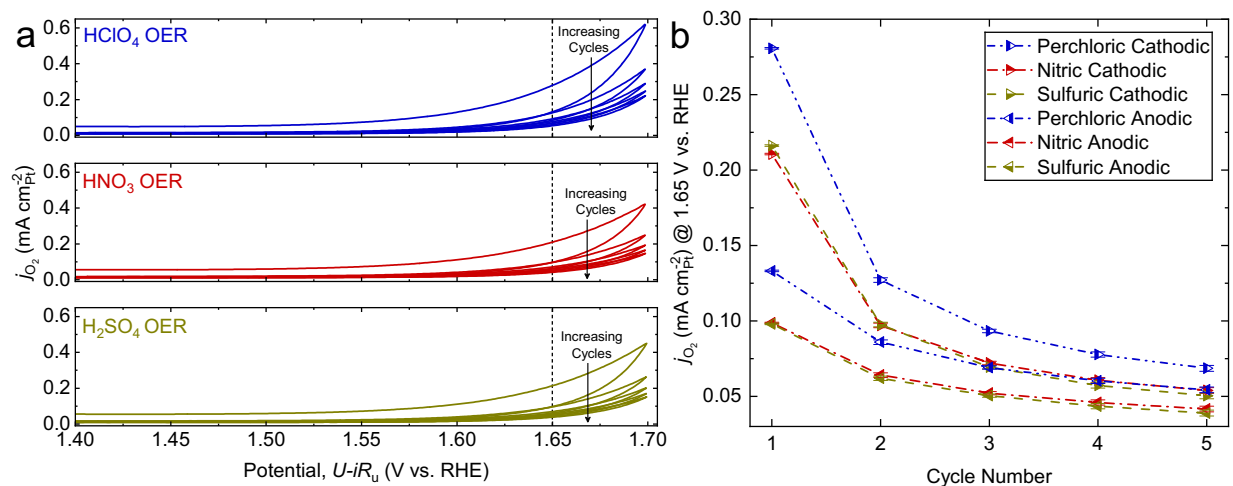 a
HClO₄ OER
Increasing
Cycles
0.6
0.4
0.2
0.0
HNO₃ OER
Increasing
Cycles
0.6
0.4
0.2
0.0
H₂SO₄ OER
Increasing
Cycles
0.6
0.4
0.2
0.0
j_O₂ (mA cm⁻²_Pt)
1.40 1.45 1.50 1.55 1.60 1.65 1.70
Potential, U-iRᵤ (V vs. RHE)
b
0.30
0.25
0.20
0.15
0.10
0.05
j_O₂ (mA cm⁻²_Pt) @ 1.65 V vs. RHE
Perchloric Cathodic
Nitric Cathodic
Sulfuric Cathodic
Perchloric Anodic
Nitric Anodic
Sulfuric Anodic
1 2 3 4 5
Cycle Number